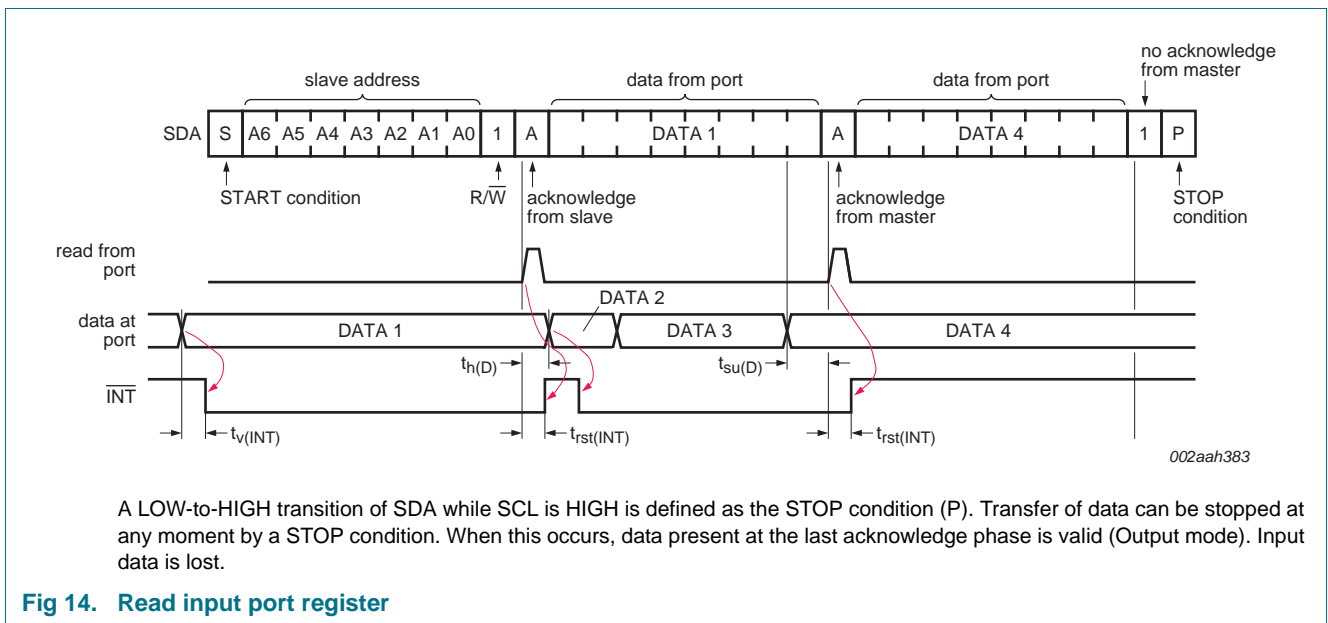 no acknowledge
from master
slave address
data from port
data from port
SDA
S A6 A5 A4 A3 A2 A1 A0 1 A DATA 1 A DATA 4 1 P
START condition
R/W̅
acknowledge
from slave
acknowledge
from master
STOP
condition
read from
port
DATA 2
data at
port
DATA 1
DATA 3
DATA 4
th(D)
tsu(D)
I̅N̅T̅
tv(INT)
trst(INT)
trst(INT)
002aah383
A LOW-to-HIGH transition of SDA while SCL is HIGH is defined as the STOP condition (P). Transfer of data can be stopped at
any moment by a STOP condition. When this occurs, data present at the last acknowledge phase is valid (Output mode). Input
data is lost.
Fig 14. Read input port register